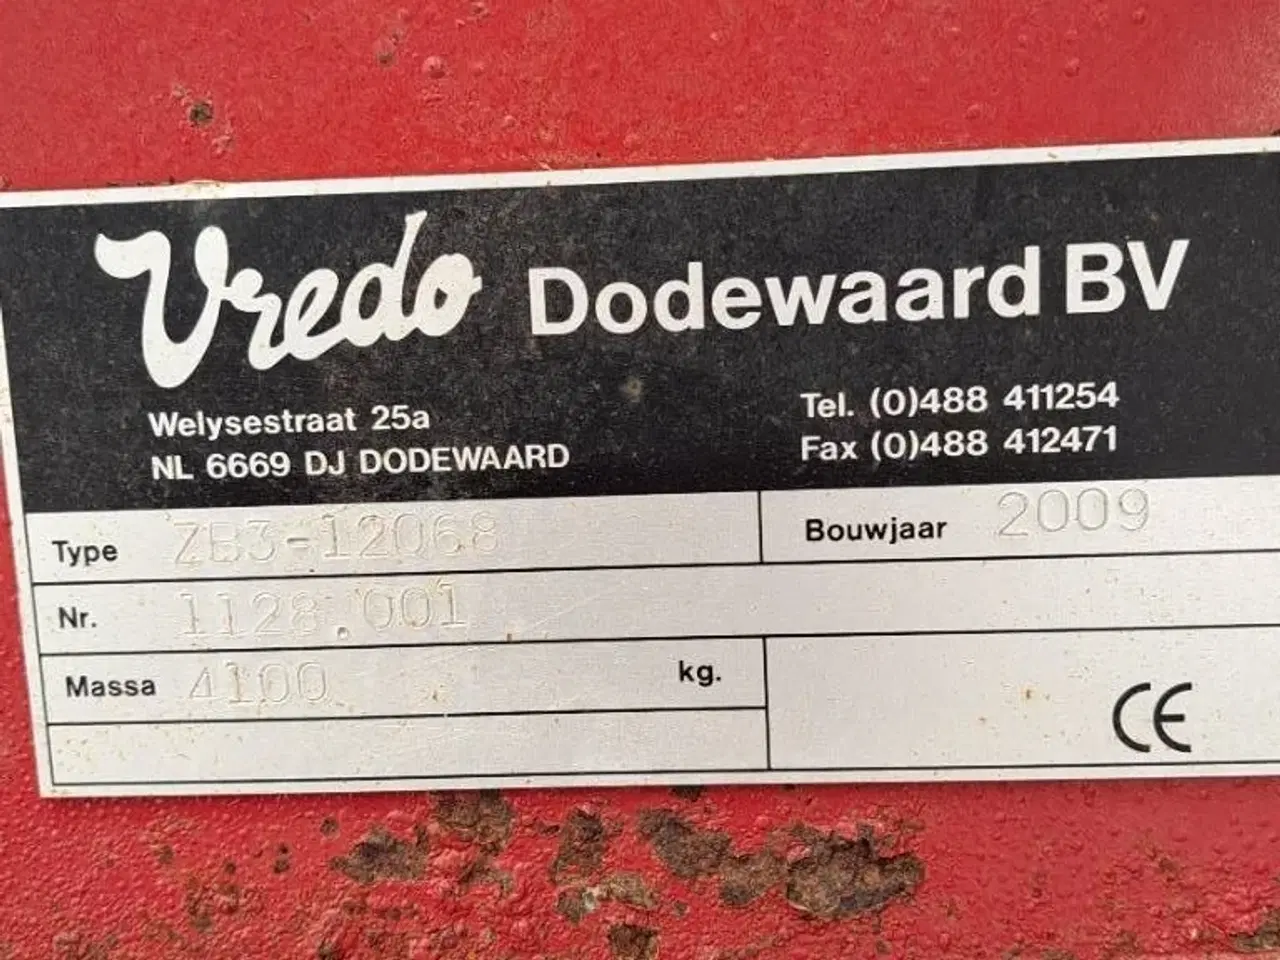 Vredo Dodewaard BV
Welysestraat 25a
NL 6669 DJ DODEWAARD
Tel. (0)488 411254
Fax (0)488 412471
Type ZB3-12068
Bouwjaar 2009
Nr. 1128.001
Massa 4100 kg.
CE